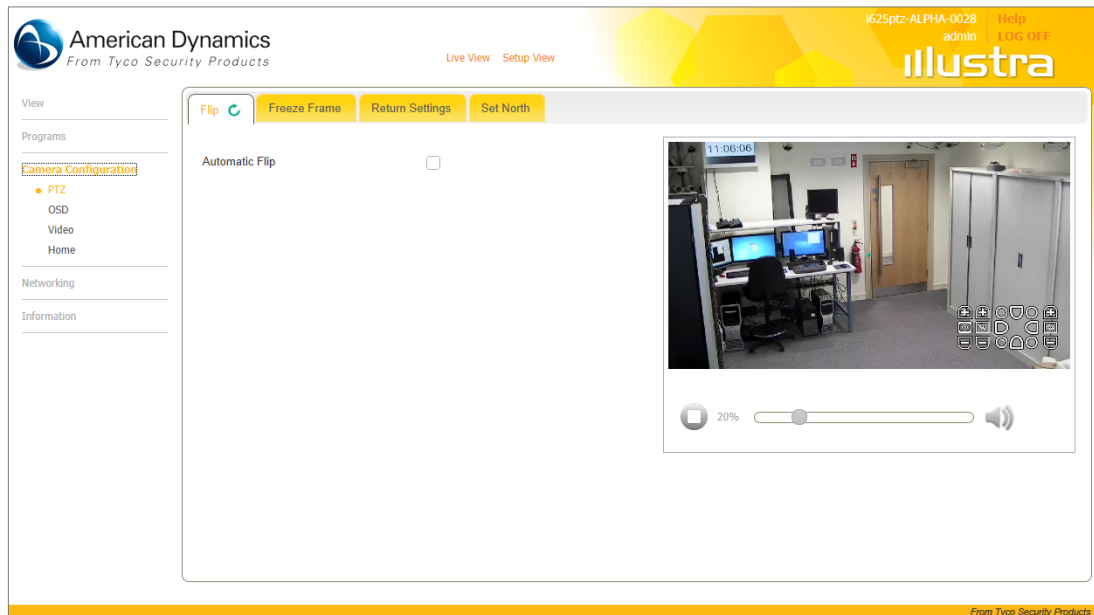 American Dynamics
From Tyco Security Products
Live View Setup View
i625ptz-ALPHA-0028 Help
admin LOG OFF
illustra
View
Programs
Camera Configuration
PTZ
OSD
Video
Home
Networking
Information
Flip Freeze Frame Return Settings Set North
Automatic Flip
11:06:06
20%
From Tyco Security Products